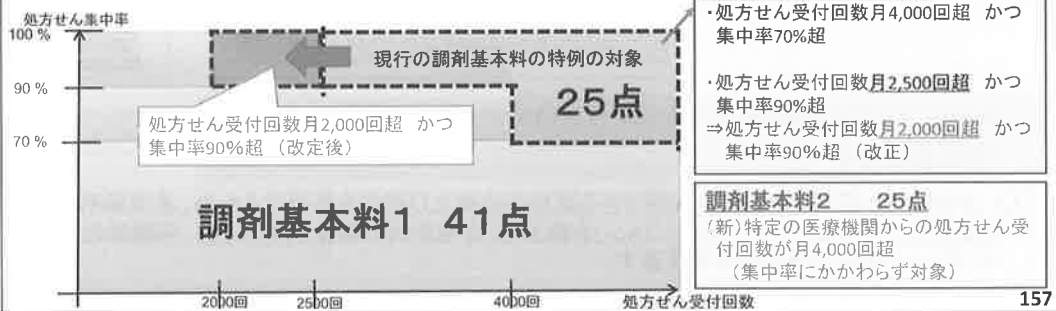 処方せん集中率
100 %
90 %
70 %
現行の調剤基本料の特例の対象
25点
処方せん受付回数月2,000回超 かつ
集中率90%超 (改定後)
調剤基本料1 41点
2000回
2500回
4000回
処方せん受付回数
・処方せん受付回数月4,000回超 かつ
集中率70%超
・処方せん受付回数月2,500回超 かつ
集中率90%超
⇒処方せん受付回数月2,000回超 かつ
集中率90%超 (改正)
調剤基本料2 25点
(新)特定の医療機関からの処方せん受
付回数が月4,000回超
(集中率にかかわらず対象)
157